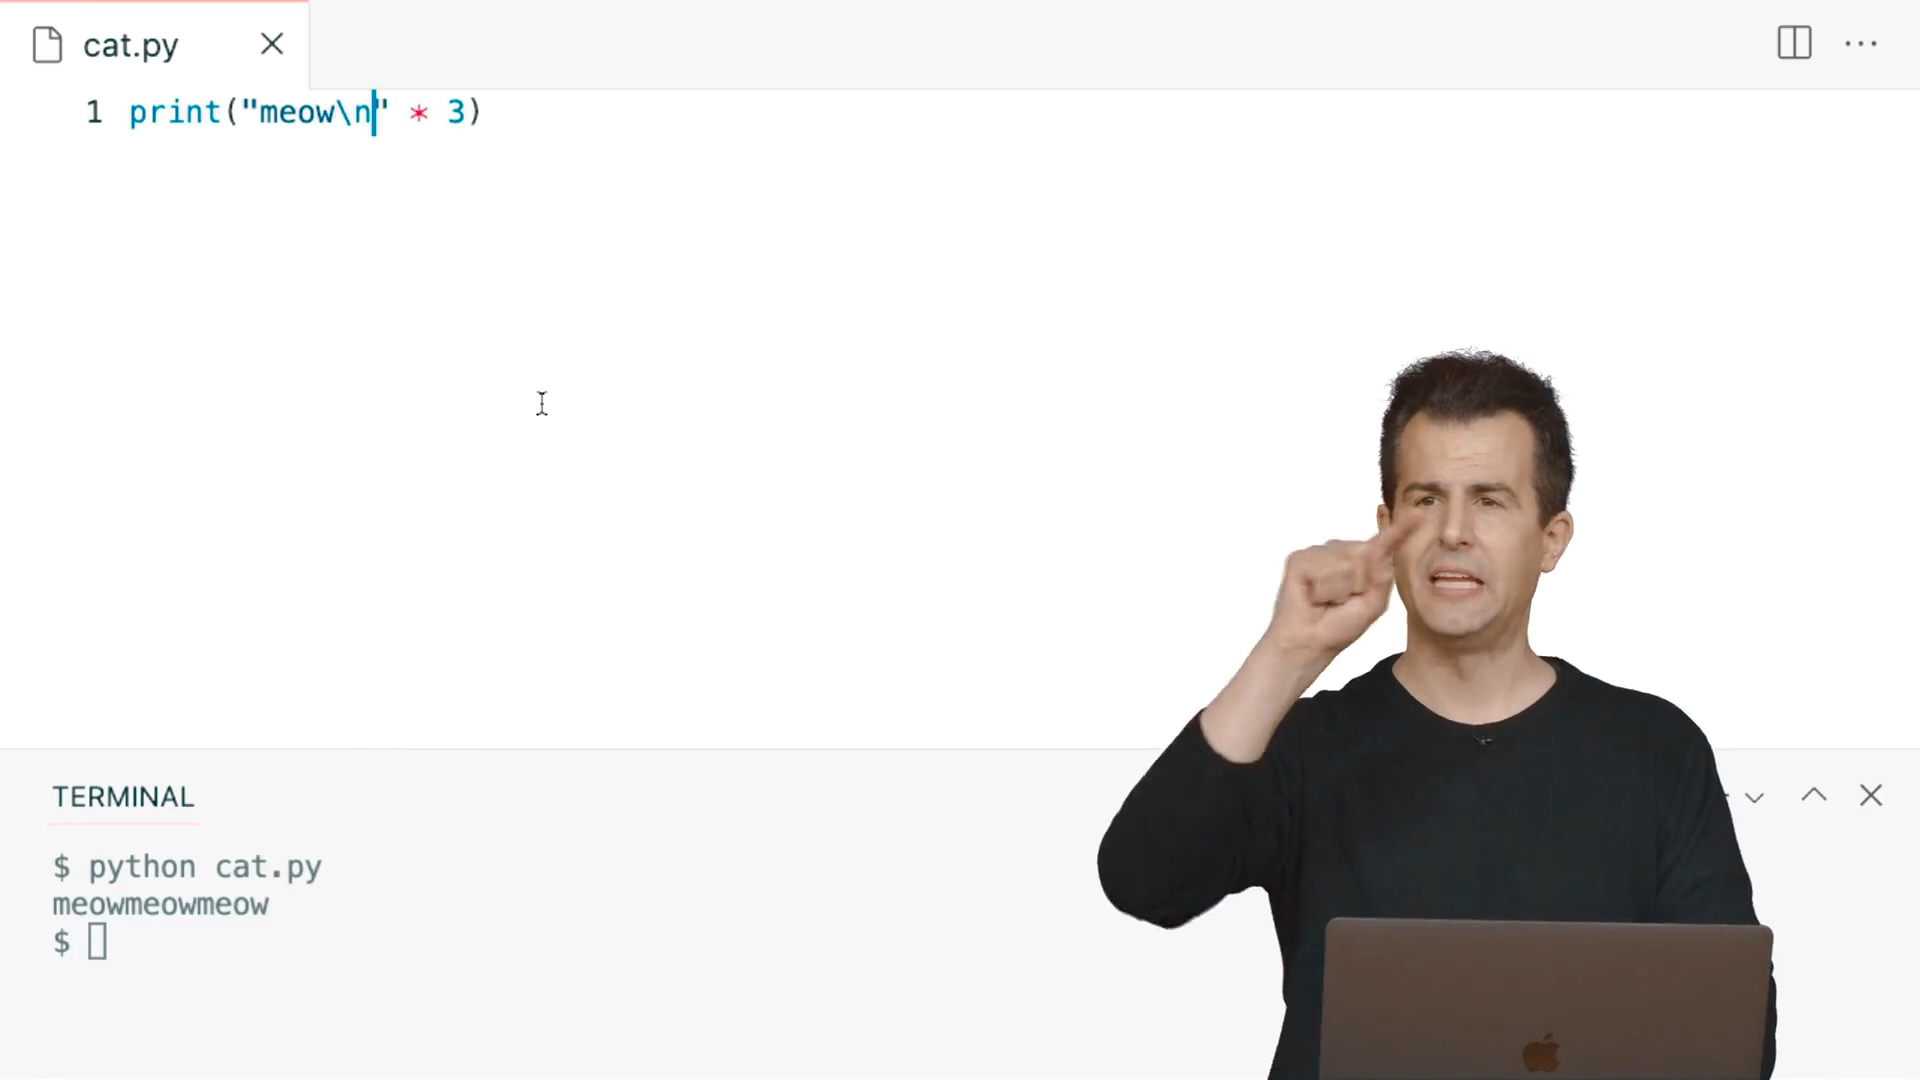 cat.py
1 print("meow\n" * 3)
TERMINAL
$ python cat.py
meowmeowmeow
$